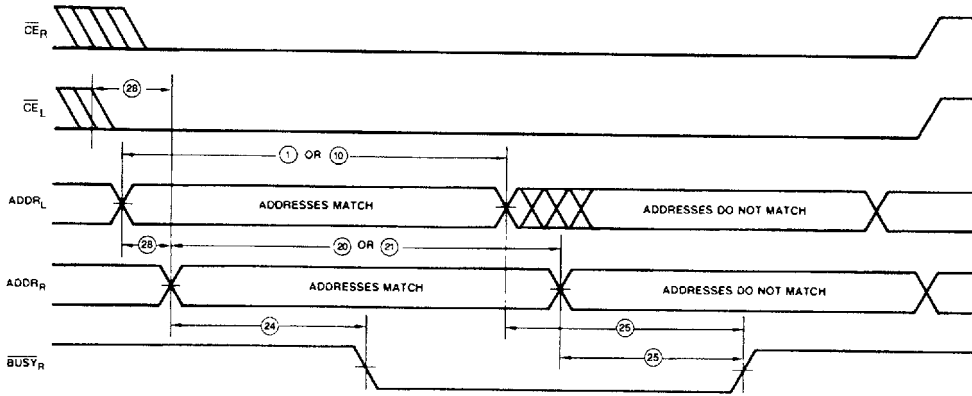 CE_R
28
CE_L
1 OR 10
ADDR_L
ADDRESSES MATCH
ADDRESSES DO NOT MATCH
28
20 OR 21
ADDR_R
ADDRESSES MATCH
ADDRESSES DO NOT MATCH
24
25
25
BUSY_R